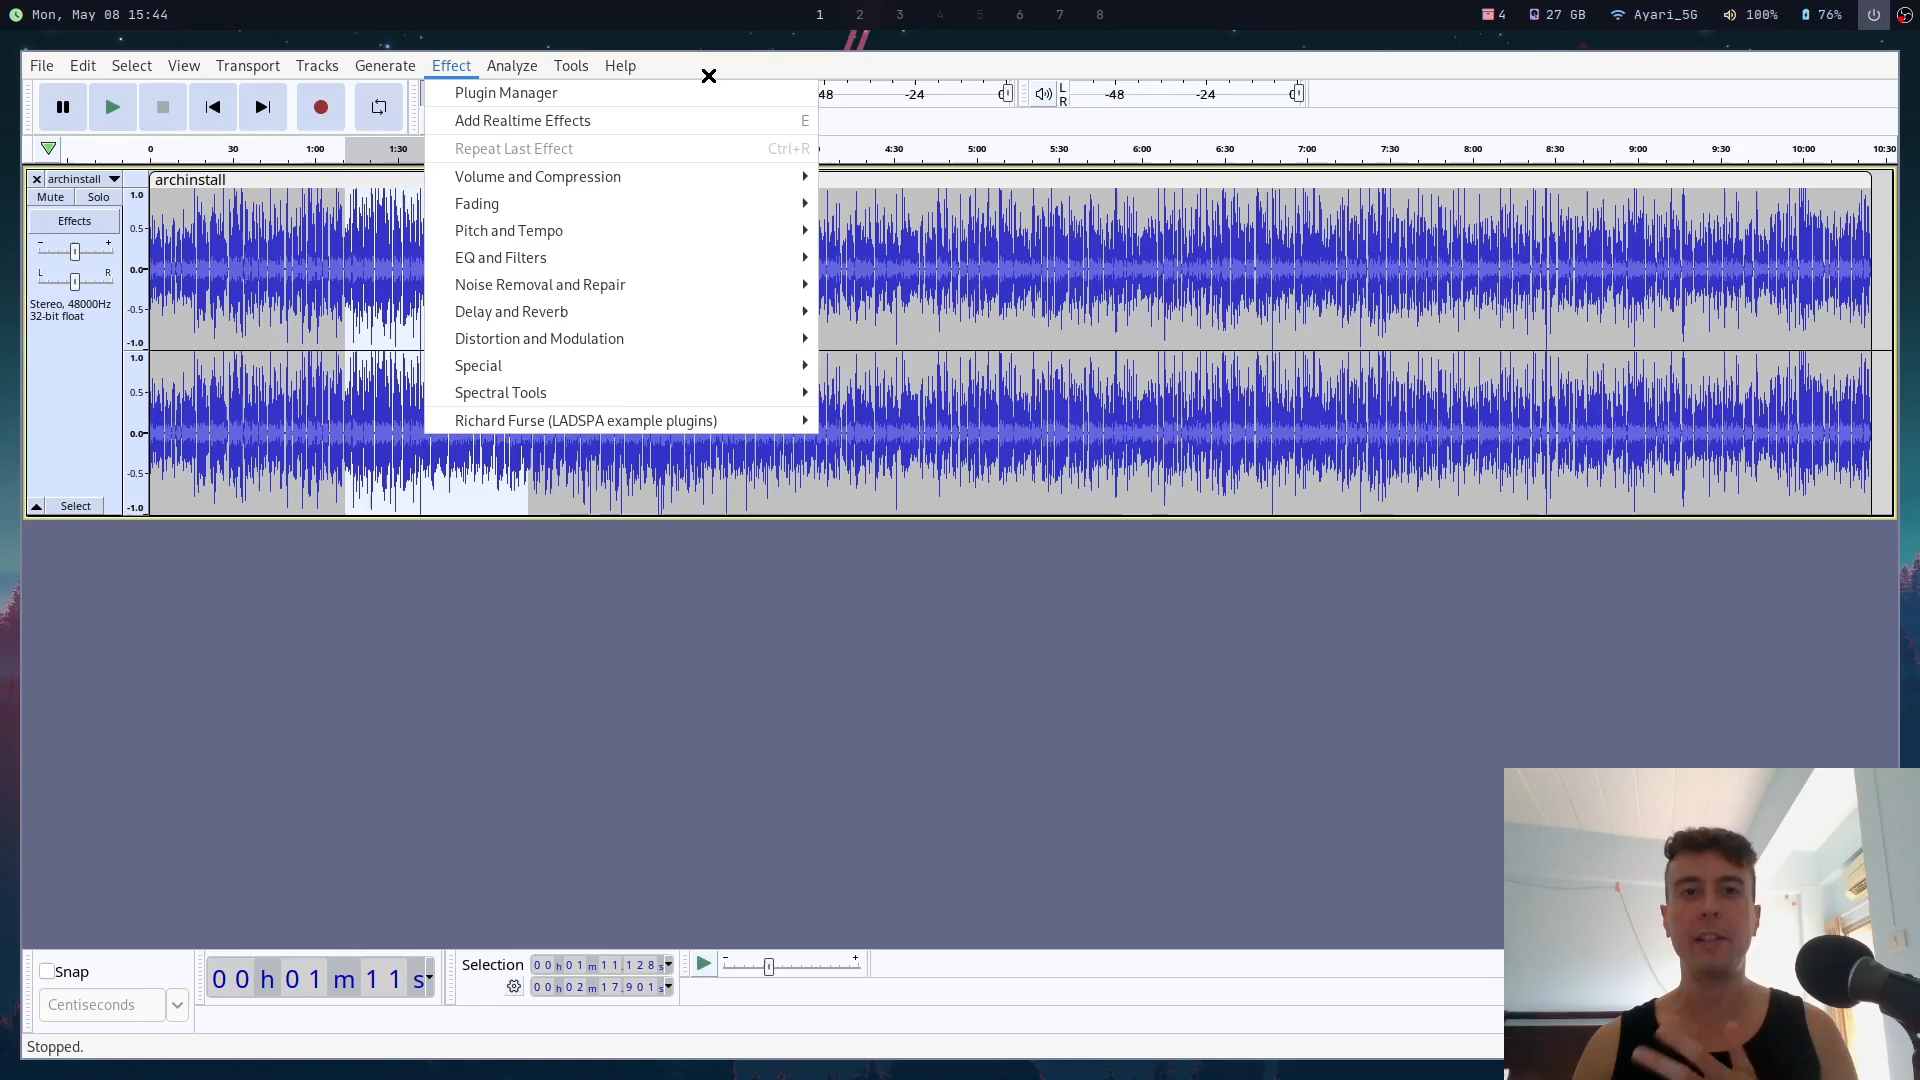 Mon, May 08 15:44
1 2 3 4 5 6 7 8
4 27 GB Ayari_5G 100% 76%
File Edit Select View Transport Tracks Generate Effect Analyze Tools Help
Plugin Manager
Add Realtime Effects E
Repeat Last Effect Ctrl+R
Volume and Compression
Fading
Pitch and Tempo
EQ and Filters
Noise Removal and Repair
Delay and Reverb
Distortion and Modulation
Special
Spectral Tools
Richard Furse (LADSPA example plugins)
48 -24 0
L
R
-48 -24 0
0 30 1:00 1:30 4:30 5:00 5:30 6:00 6:30 7:00 7:30 8:00 8:30 9:00 9:30 10:00 10:30
archinstall
archinstall
Mute Solo
Effects
- +
L R
Stereo, 48000Hz
32-bit float
Select
1.0
0.5
0.0
-0.5
-1.0
1.0
0.5
0.0
-0.5
-1.0
Snap
Centiseconds
00h01m11s
Selection
00h01m11.128s
00h02m17.901s
- +
Stopped.